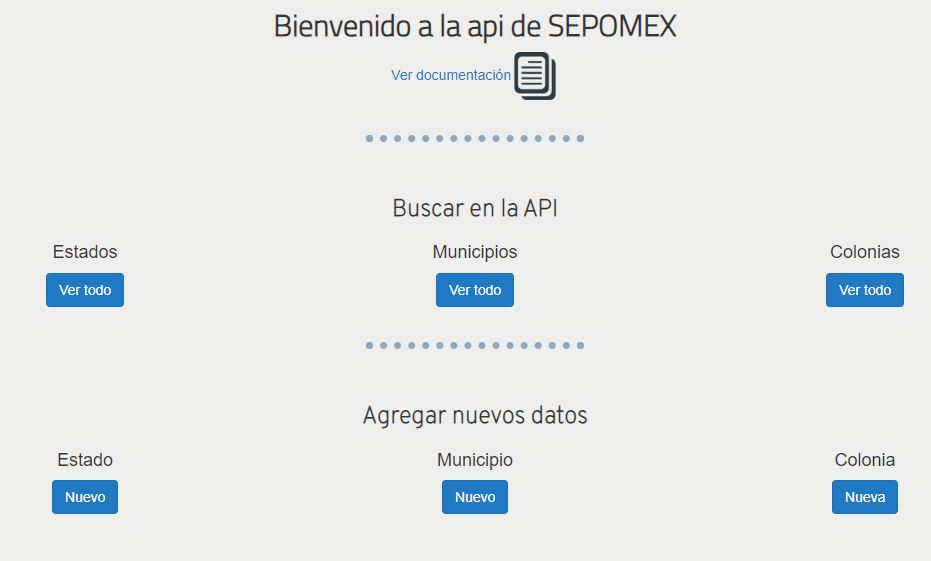 Bienvenido a la api de SEPOMEX
Ver documentación
Buscar en la API
Estados Municipios Colonias
Ver todo Ver todo Ver todo
Agregar nuevos datos
Estado Municipio Colonia
Nuevo Nuevo Nueva